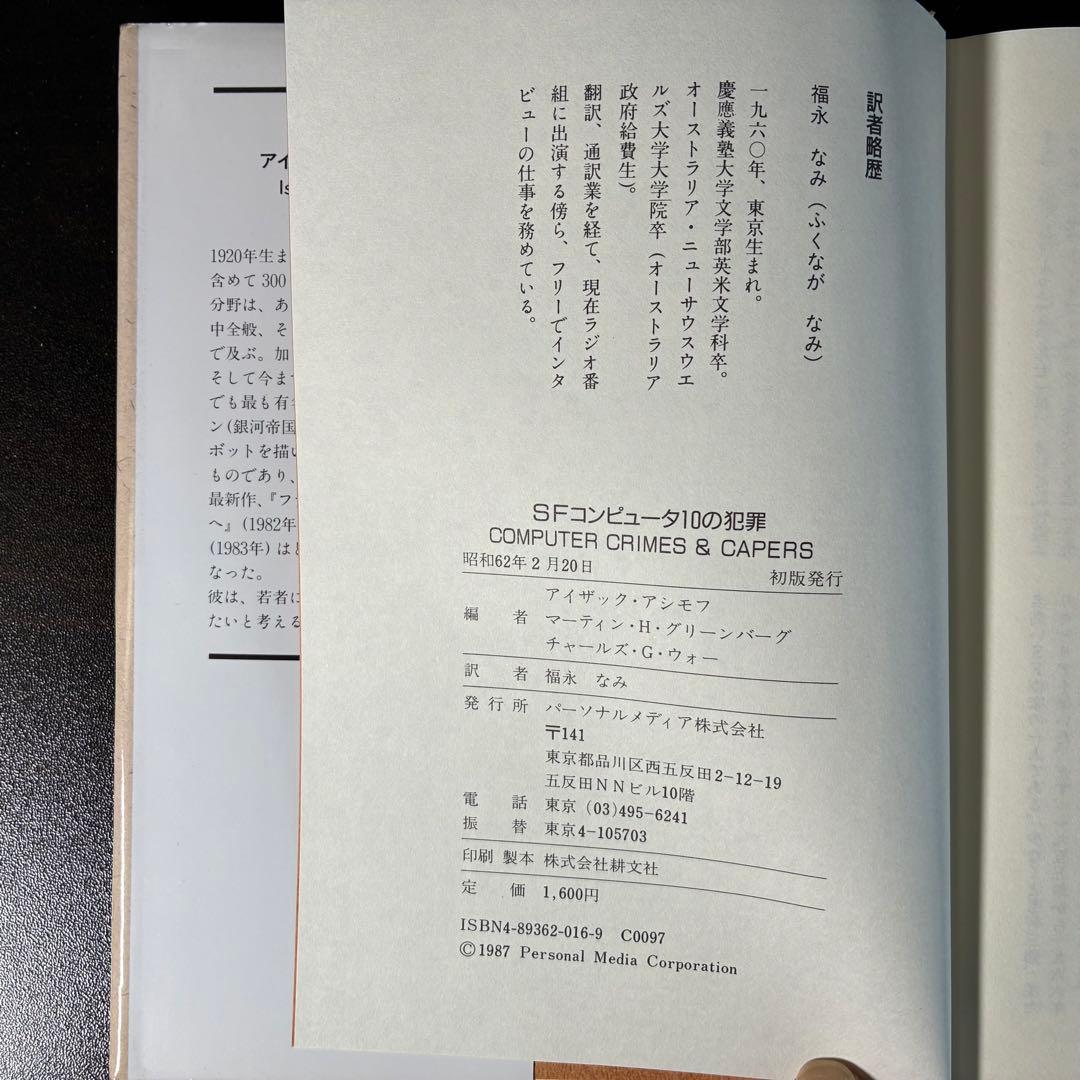 訳者略歴
福永 なみ（ふくなが なみ）
一九六〇年、東京生まれ。
慶應義塾大学文学部英米文学科卒。
オーストラリア・ニューサウスウエ
ルズ大学大学院卒（オーストラリア
政府給費生）。
翻訳、通訳業を経て、現在ラジオ番
組に出演する傍ら、フリーでインタ
ビューの仕事を務めている。
SFコンピュータ10の犯罪
COMPUTER CRIMES & CAPERS
昭和62年2月20日 初版発行
編者 アイザック・アシモフ
マーティン・H・グリーンバーグ
チャールズ・G・ウォー
訳者 福永 なみ
発行所 パーソナルメディア株式会社
〒141
東京都品川区西五反田2-12-19
五反田NNビル10階
電話 東京 (03)495-6241
振替 東京4-105703
印刷 製本 株式会社耕文社
定価 1,600円
ISBN4-89362-016-9 C0097
©1987 Personal Media Corporation
アイ
Is
1920年生ま
含めて300
分野は、あ
中全般、そ
で及ぶ。加
そして今ま
でも最も有
ン(銀河帝国
ボットを描い
ものであり、
最新作、『フ
へ』(1982年
(1983年)は
なった。
彼は、若者に
たいと考える